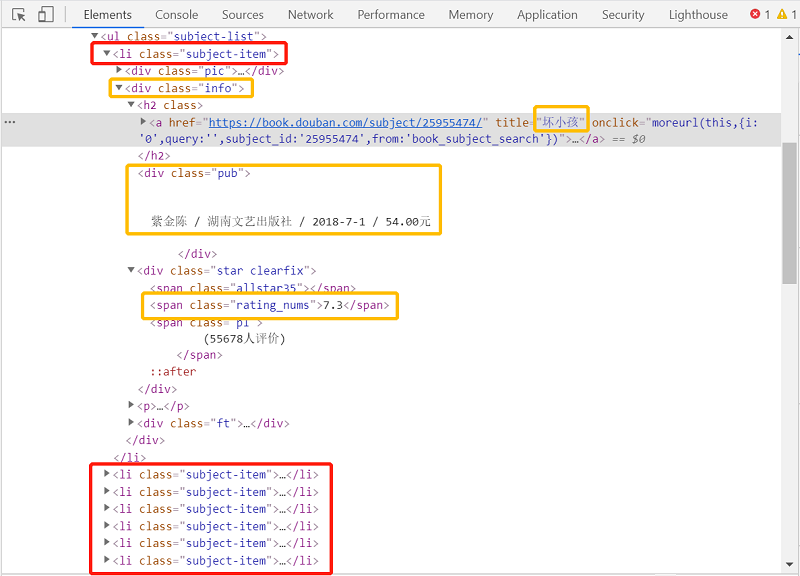 Elements Console Sources Network Performance Memory Application Security Lighthouse 1 1
<ul class="subject-list">
<li class="subject-item">
<div class="pic">…</div>
<div class="info">
<h2 class>
<a href="https://book.douban.com/subject/25955474/" title="坏小孩" onclick="moreurl(this,{i:
'0',query:'',subject_id:'25955474',from:'book_subject_search'})">…</a> == $0
</h2>
<div class="pub">
紫金陈 / 湖南文艺出版社 / 2018-7-1 / 54.00元
</div>
<div class="star clearfix">
<span class="allstar35"></span>
<span class="rating_nums">7.3</span>
<span class="pl">
(55678人评价)
</span>
::after
</div>
<p>…</p>
<div class="ft">…</div>
</div>
</li>
<li class="subject-item">…</li>
<li class="subject-item">…</li>
<li class="subject-item">…</li>
<li class="subject-item">…</li>
<li class="subject-item">…</li>
<li class="subject-item">…</li>